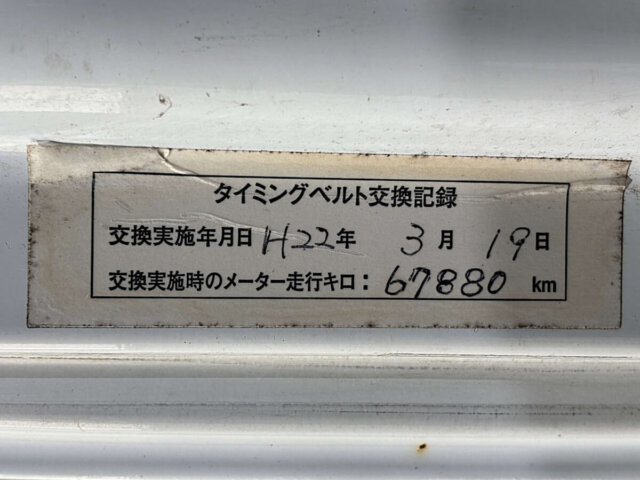 タイミングベルト交換記録
交換実施年月日 H22年 3月 19日
交換実施時のメーター走行キロ：67880 km